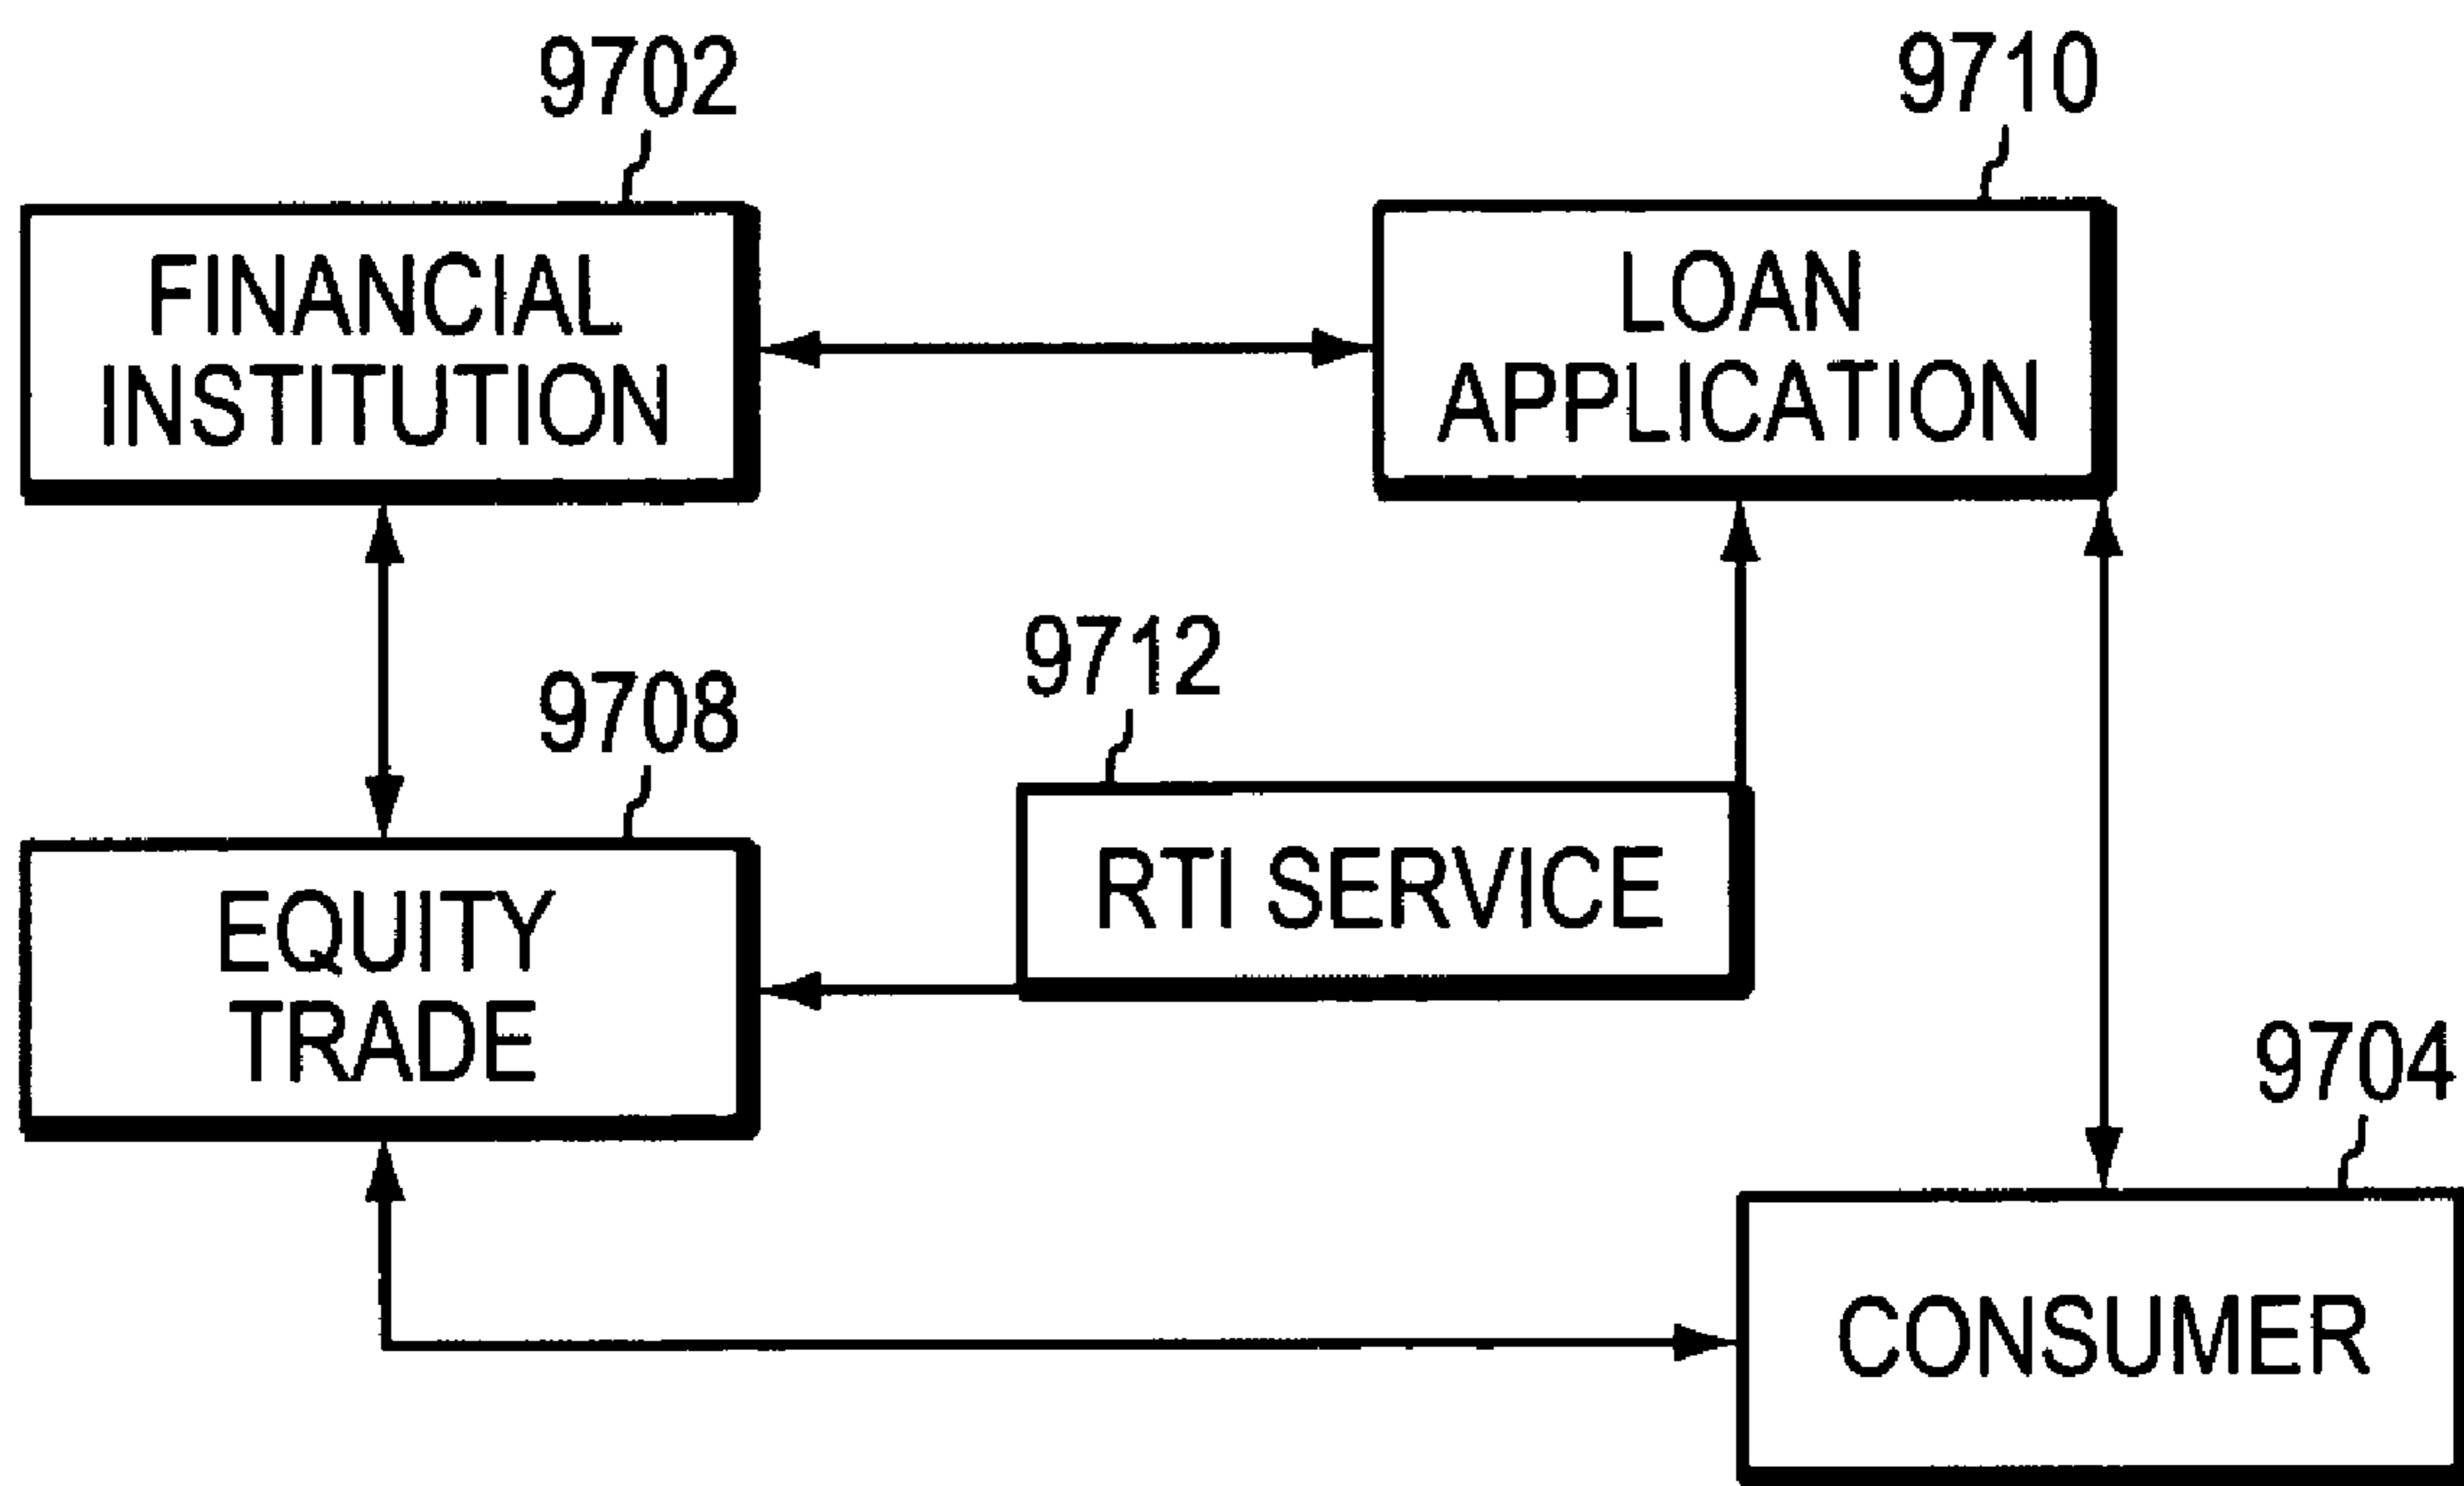 9702
9710
FINANCIAL
INSTITUTION
LOAN
APPLICATION
9712
9708
RTI SERVICE
EQUITY
TRADE
9704
CONSUMER